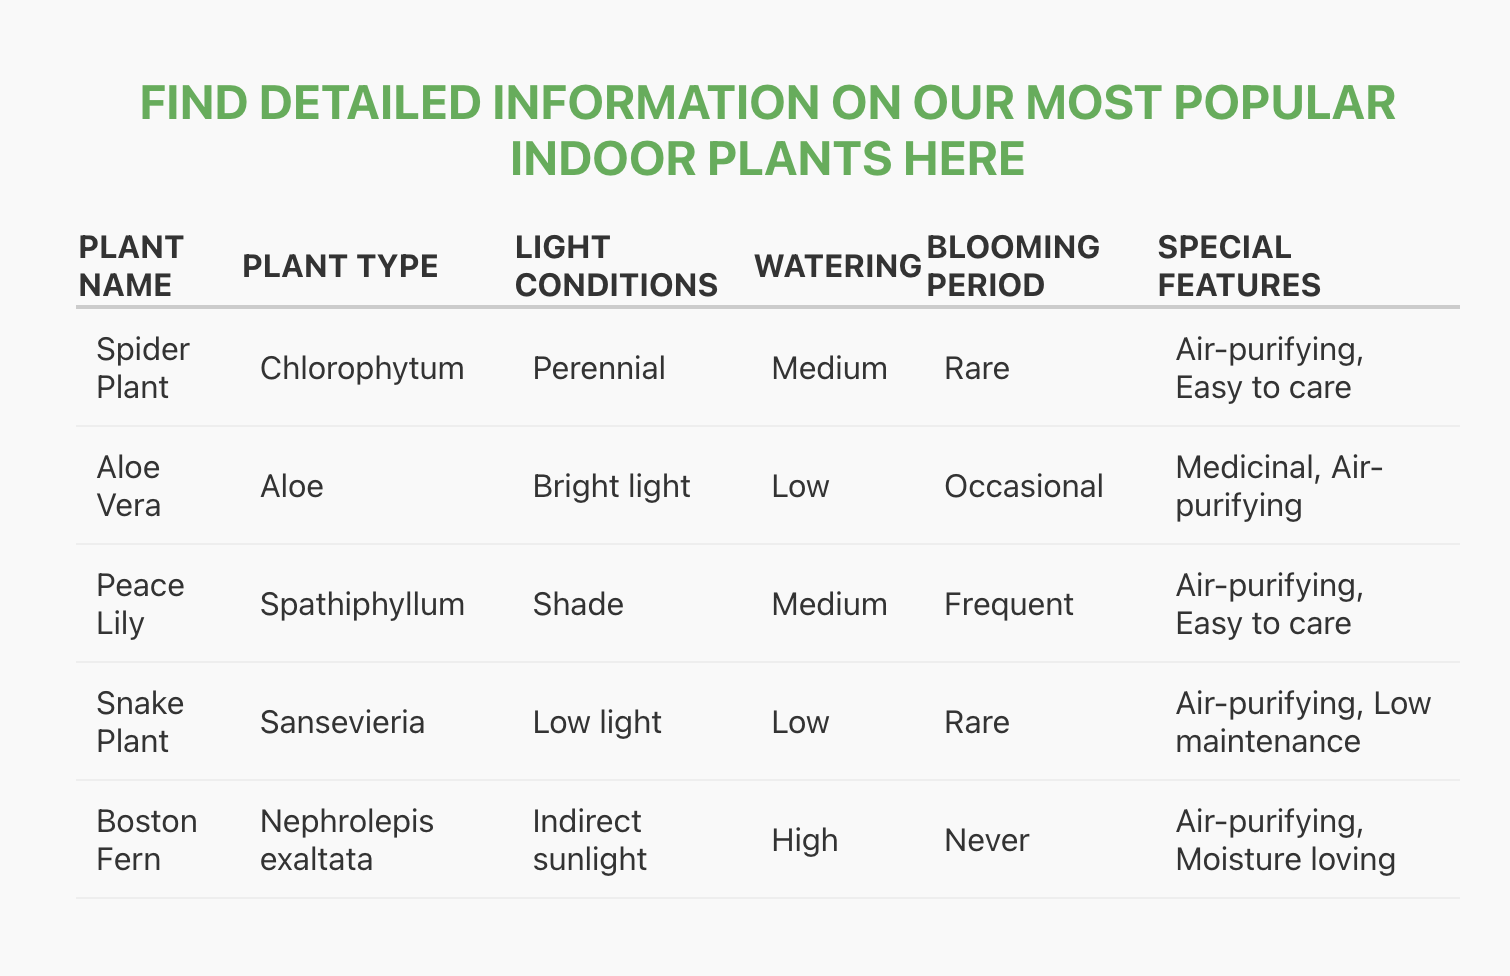 FIND DETAILED INFORMATION ON OUR MOST POPULAR
INDOOR PLANTS HERE
PLANT NAME PLANT TYPE LIGHT CONDITIONS WATERING BLOOMING PERIOD SPECIAL FEATURES
Spider Plant Chlorophytum Perennial Medium Rare Air-purifying, Easy to care
Aloe Vera Aloe Bright light Low Occasional Medicinal, Air-purifying
Peace Lily Spathiphyllum Shade Medium Frequent Air-purifying, Easy to care
Snake Plant Sansevieria Low light Low Rare Air-purifying, Low maintenance
Boston Fern Nephrolepis exaltata Indirect sunlight High Never Air-purifying, Moisture loving